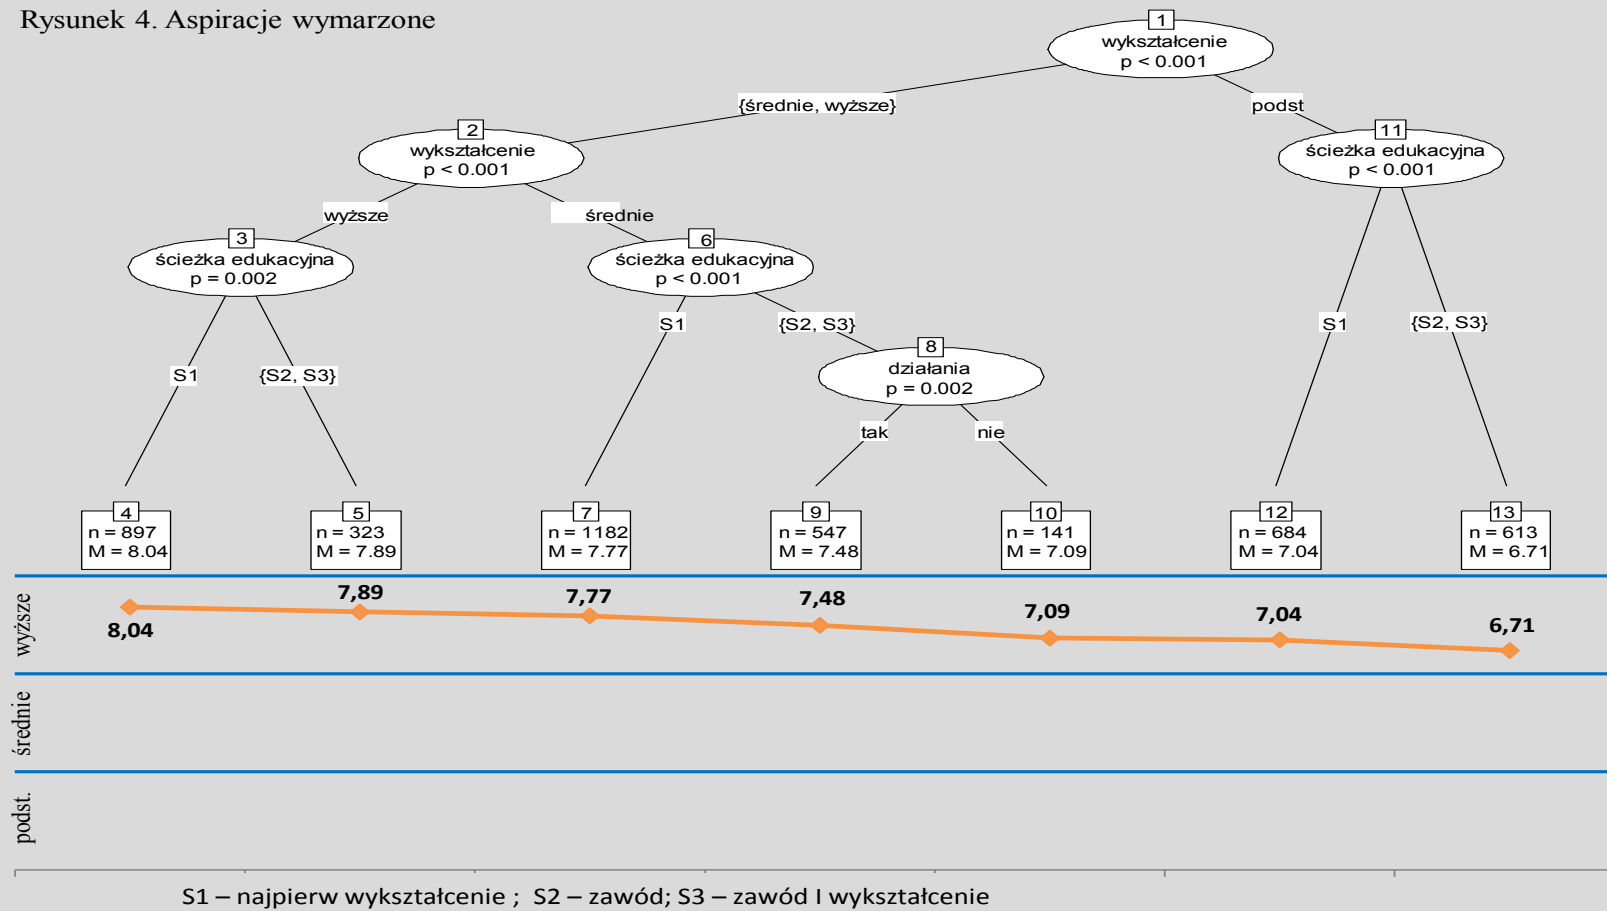 Rysunek 4. Aspiracje wymarzone
1
wykształcenie
p < 0.001
{średnie, wyższe}
podst
2
wykształcenie
p < 0.001
11
ścieżka edukacyjna
p < 0.001
wyższe
średnie
3
ścieżka edukacyjna
p = 0.002
6
ścieżka edukacyjna
p < 0.001
S1
{S2, S3}
S1
{S2, S3}
8
działania
p = 0.002
S1
{S2, S3}
tak
nie
4
n = 897
M = 8.04
5
n = 323
M = 7.89
7
n = 1182
M = 7.77
9
n = 547
M = 7.48
10
n = 141
M = 7.09
12
n = 684
M = 7.04
13
n = 613
M = 6.71
wyższe
8,04
7,89
7,77
7,48
7,09
7,04
6,71
średnie
podst.
S1 – najpierw wykształcenie ; S2 – zawód; S3 – zawód I wykształcenie